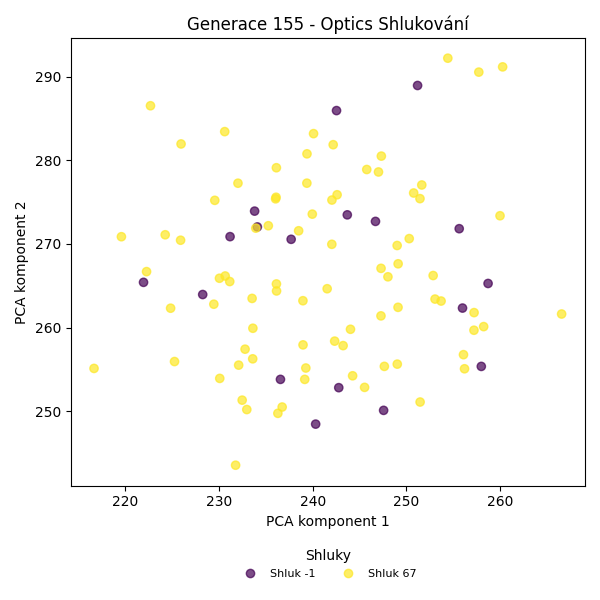 Generace 155 - Optics Shlukování
PCA komponent 2
290
280
270
260
250
220 230 240 250 260
PCA komponent 1
Shluky
Shluk -1 Shluk 67